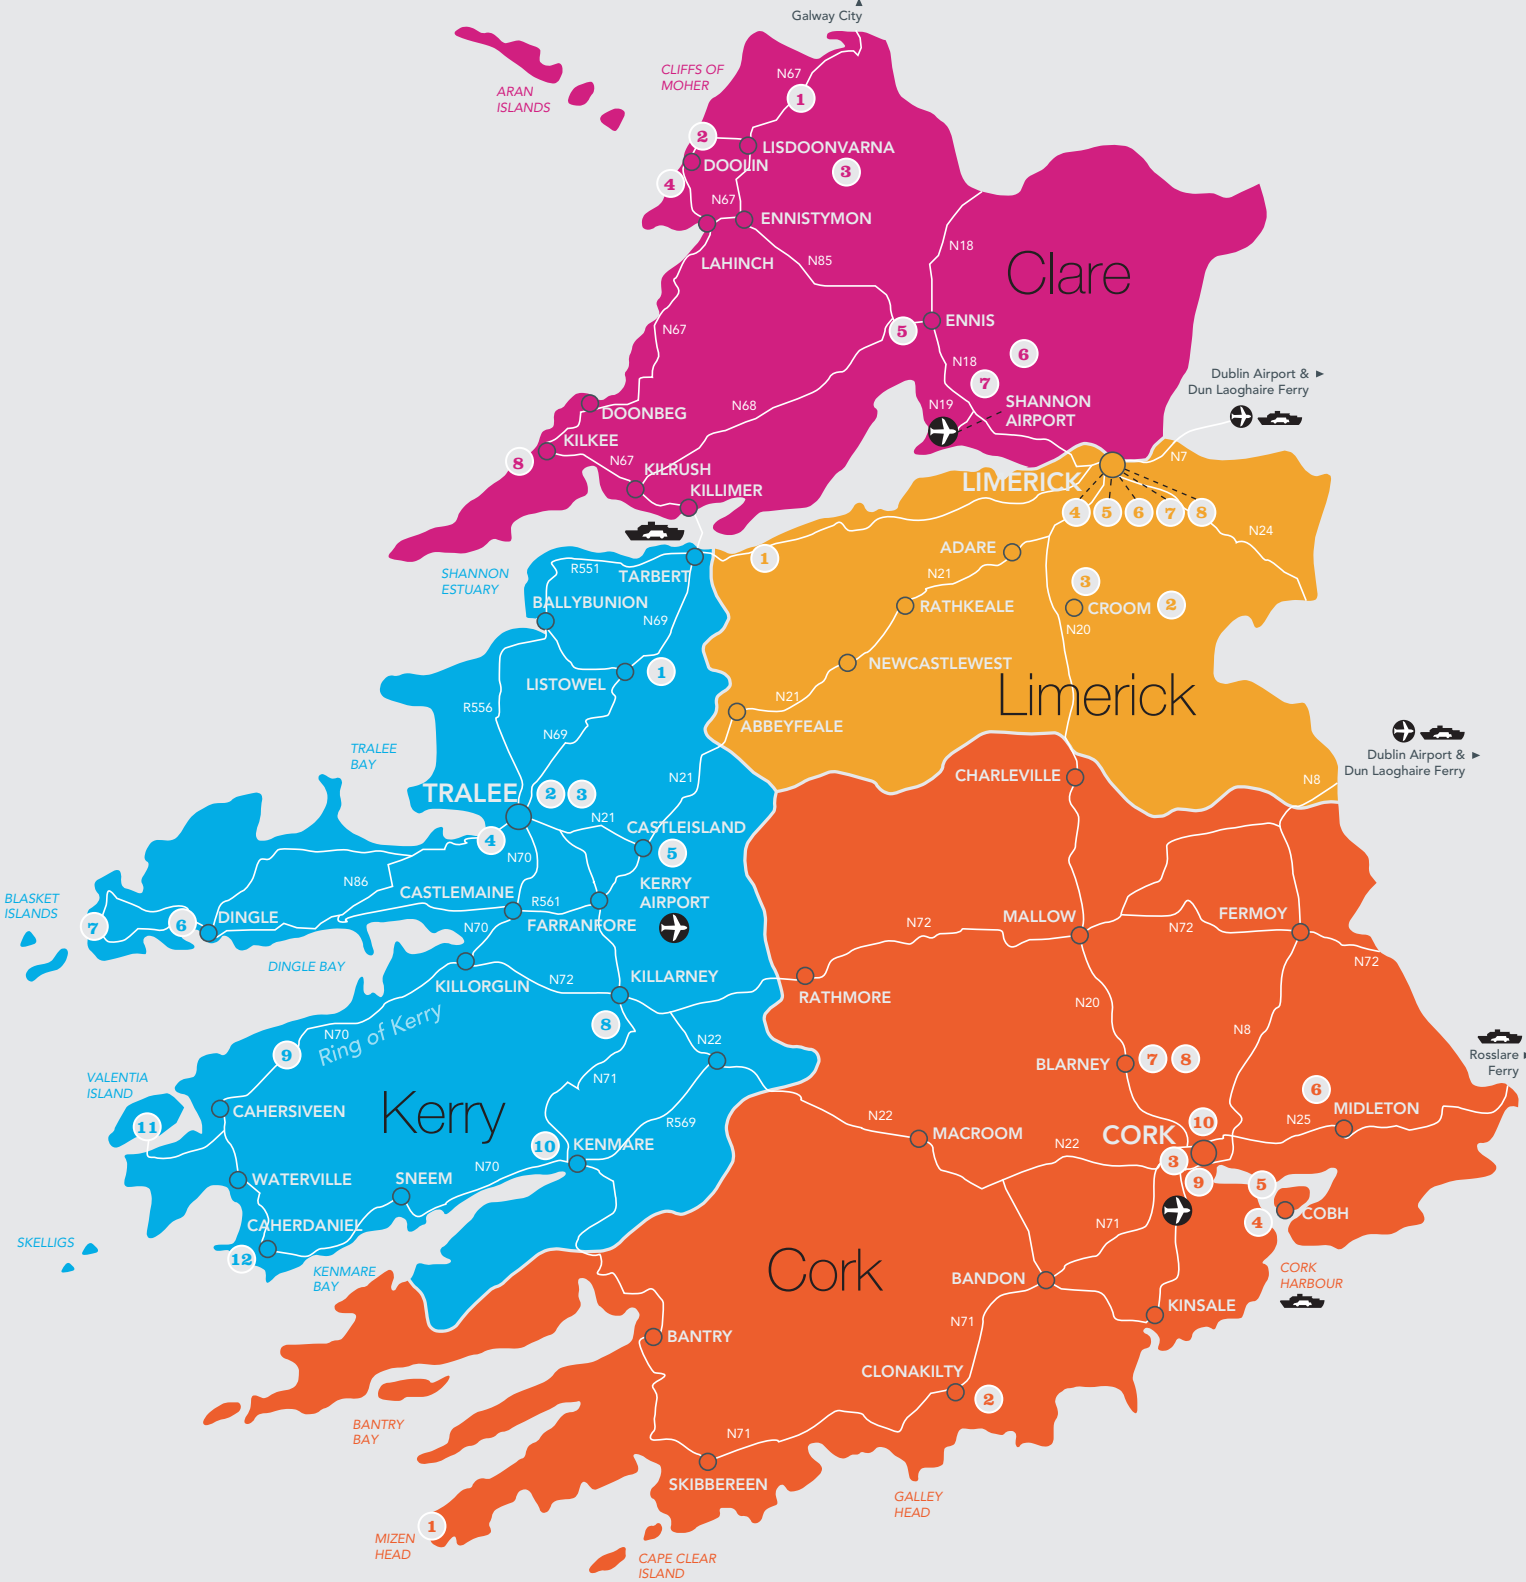 Galway City
CLIFFS OF
MOHER
N67
ARAN
ISLANDS
1
2
LISDOONVARNA
DOOLIN
3
4
N67
ENNISTYMON
LAHINCH
N85
N18
Clare
N67
5
ENNIS
6
N18
7
Dublin Airport &
Dun Laoghaire Ferry
SHANNON
AIRPORT
N19
N68
DOONBEG
KILKEE
8
N67
KILRUSH
KILLIMER
N7
LIMERICK
4
5
6
7
8
N24
ADARE
1
SHANNON
ESTUARY
R551
TARBERT
N21
3
BALLYBUNION
RATHKEALE
CROOM
2
N69
N20
NEWCASTLEWEST
1
LISTOWEL
Limerick
N21
R556
ABBEYFEALE
N69
TRALEE
BAY
Dublin Airport &
Dun Laoghaire Ferry
CHARLEVILLE
N21
N8
TRALEE
2
3
N21
CASTLEISLAND
4
5
N70
N86
CASTLEMAINE
KERRY
AIRPORT
R561
BLASKET
ISLANDS
7
6
DINGLE
N70
FARRANFORE
MALLOW
N72
N72
FERMOY
N72
DINGLE BAY
KILLORGLIN
N72
KILLARNEY
RATHMORE
N20
N8
8
N70
Ring of Kerry
N22
9
BLARNEY
7
8
Rosslare
Ferry
VALENTIA
ISLAND
N71
6
CAHERSIVEEN
Kerry
MIDLETON
11
R569
N22
MACROOM
10
N25
CORK
10
KENMARE
N22
3
N70
WATERVILLE
SNEEM
9
5
COBH
4
CAHERDANIEL
N71
SKELLIGS
12
KENMARE
BAY
Cork
BANDON
CORK
HARBOUR
KINSALE
N71
BANTRY
CLONAKILTY
2
BANTRY
BAY
N71
SKIBBEREEN
GALLEY
HEAD
1
MIZEN
HEAD
CAPE CLEAR
ISLAND